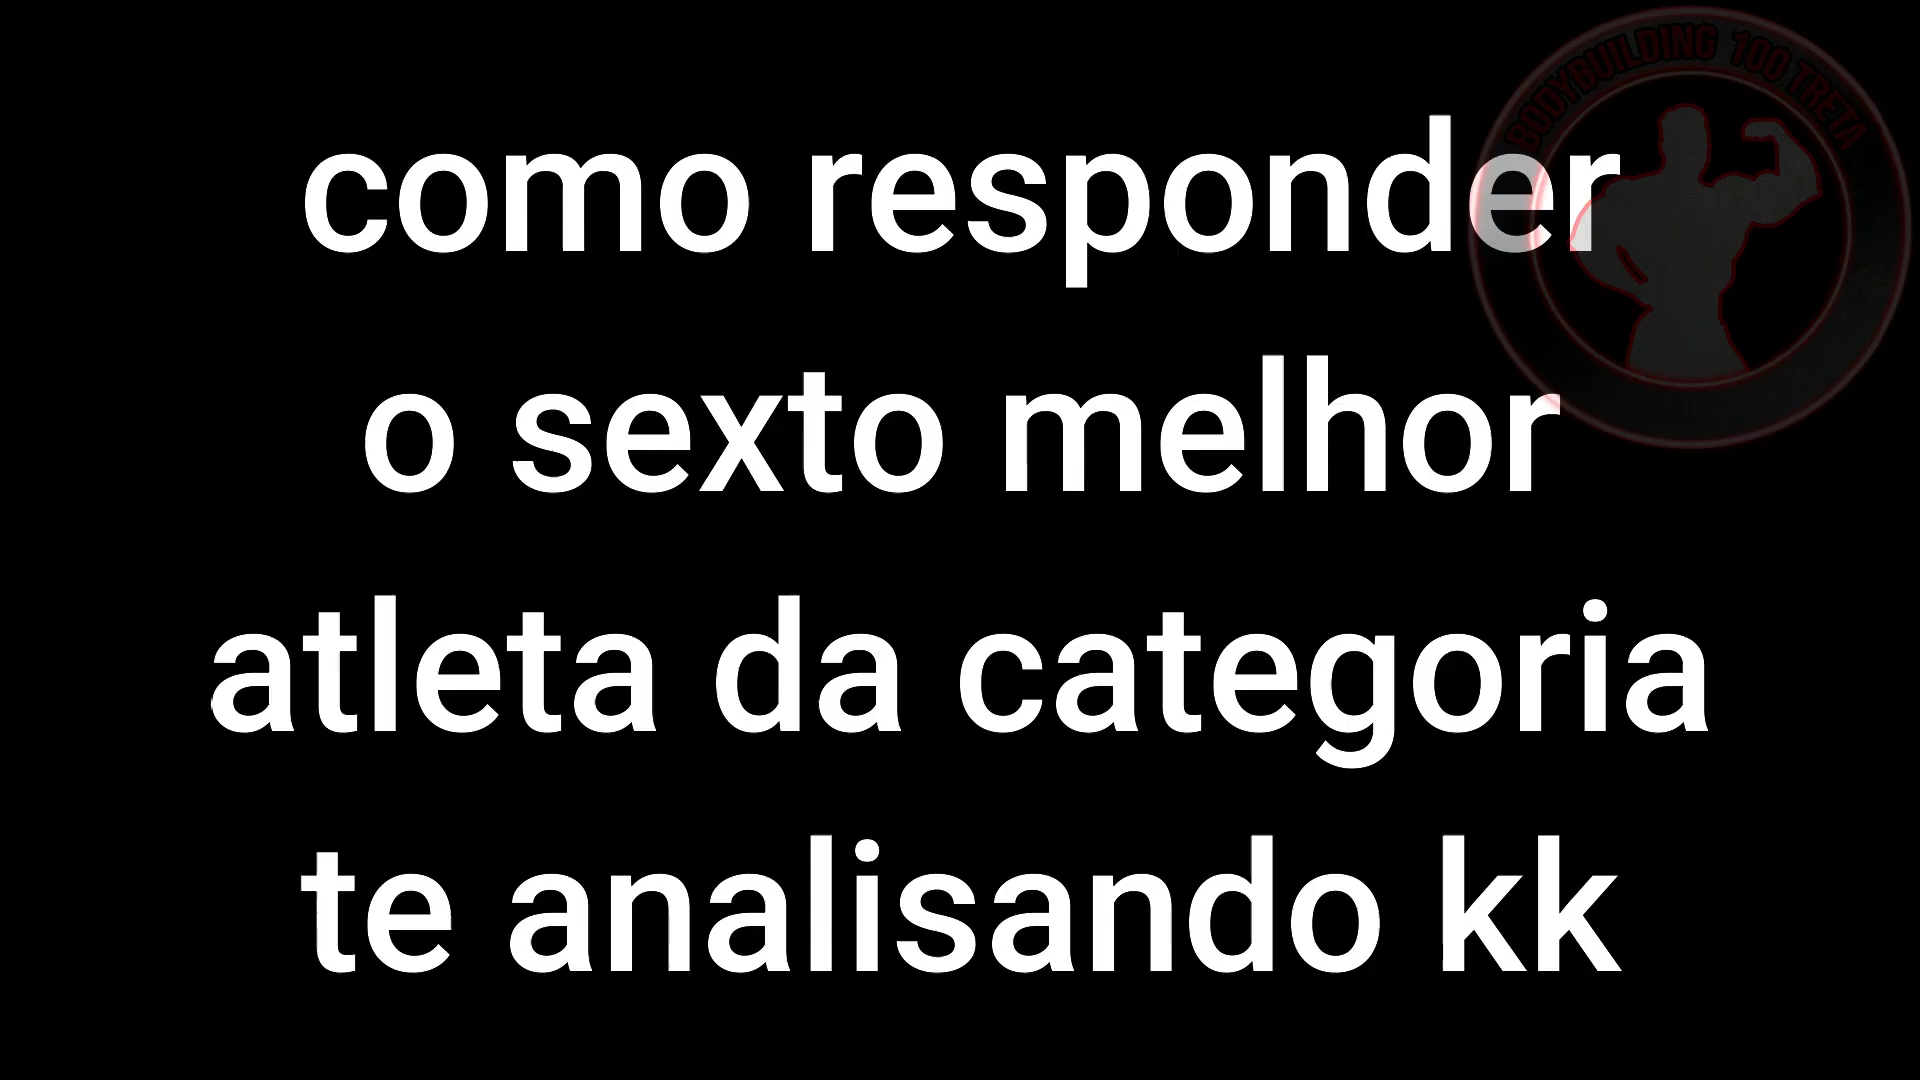 BODYBUILDING 100 TRETA
como responder
o sexto melhor
atleta da categoria
te analisando kk